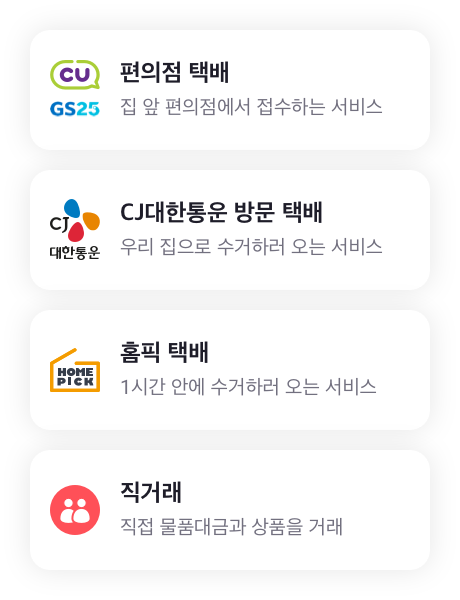 CU
편의점 택배
GS25
집 앞 편의점에서 접수하는 서비스
CJ
대한통운
CJ대한통운 방문 택배
우리 집으로 수거하러 오는 서비스
HOME
PICK
홈픽 택배
1시간 안에 수거하러 오는 서비스
직거래
직접 물품대금과 상품을 거래